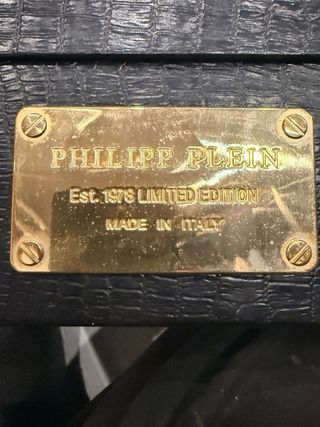 PHILIPP PLEIN
Est. 1978 LIMITED EDITION
MADE IN ITALY